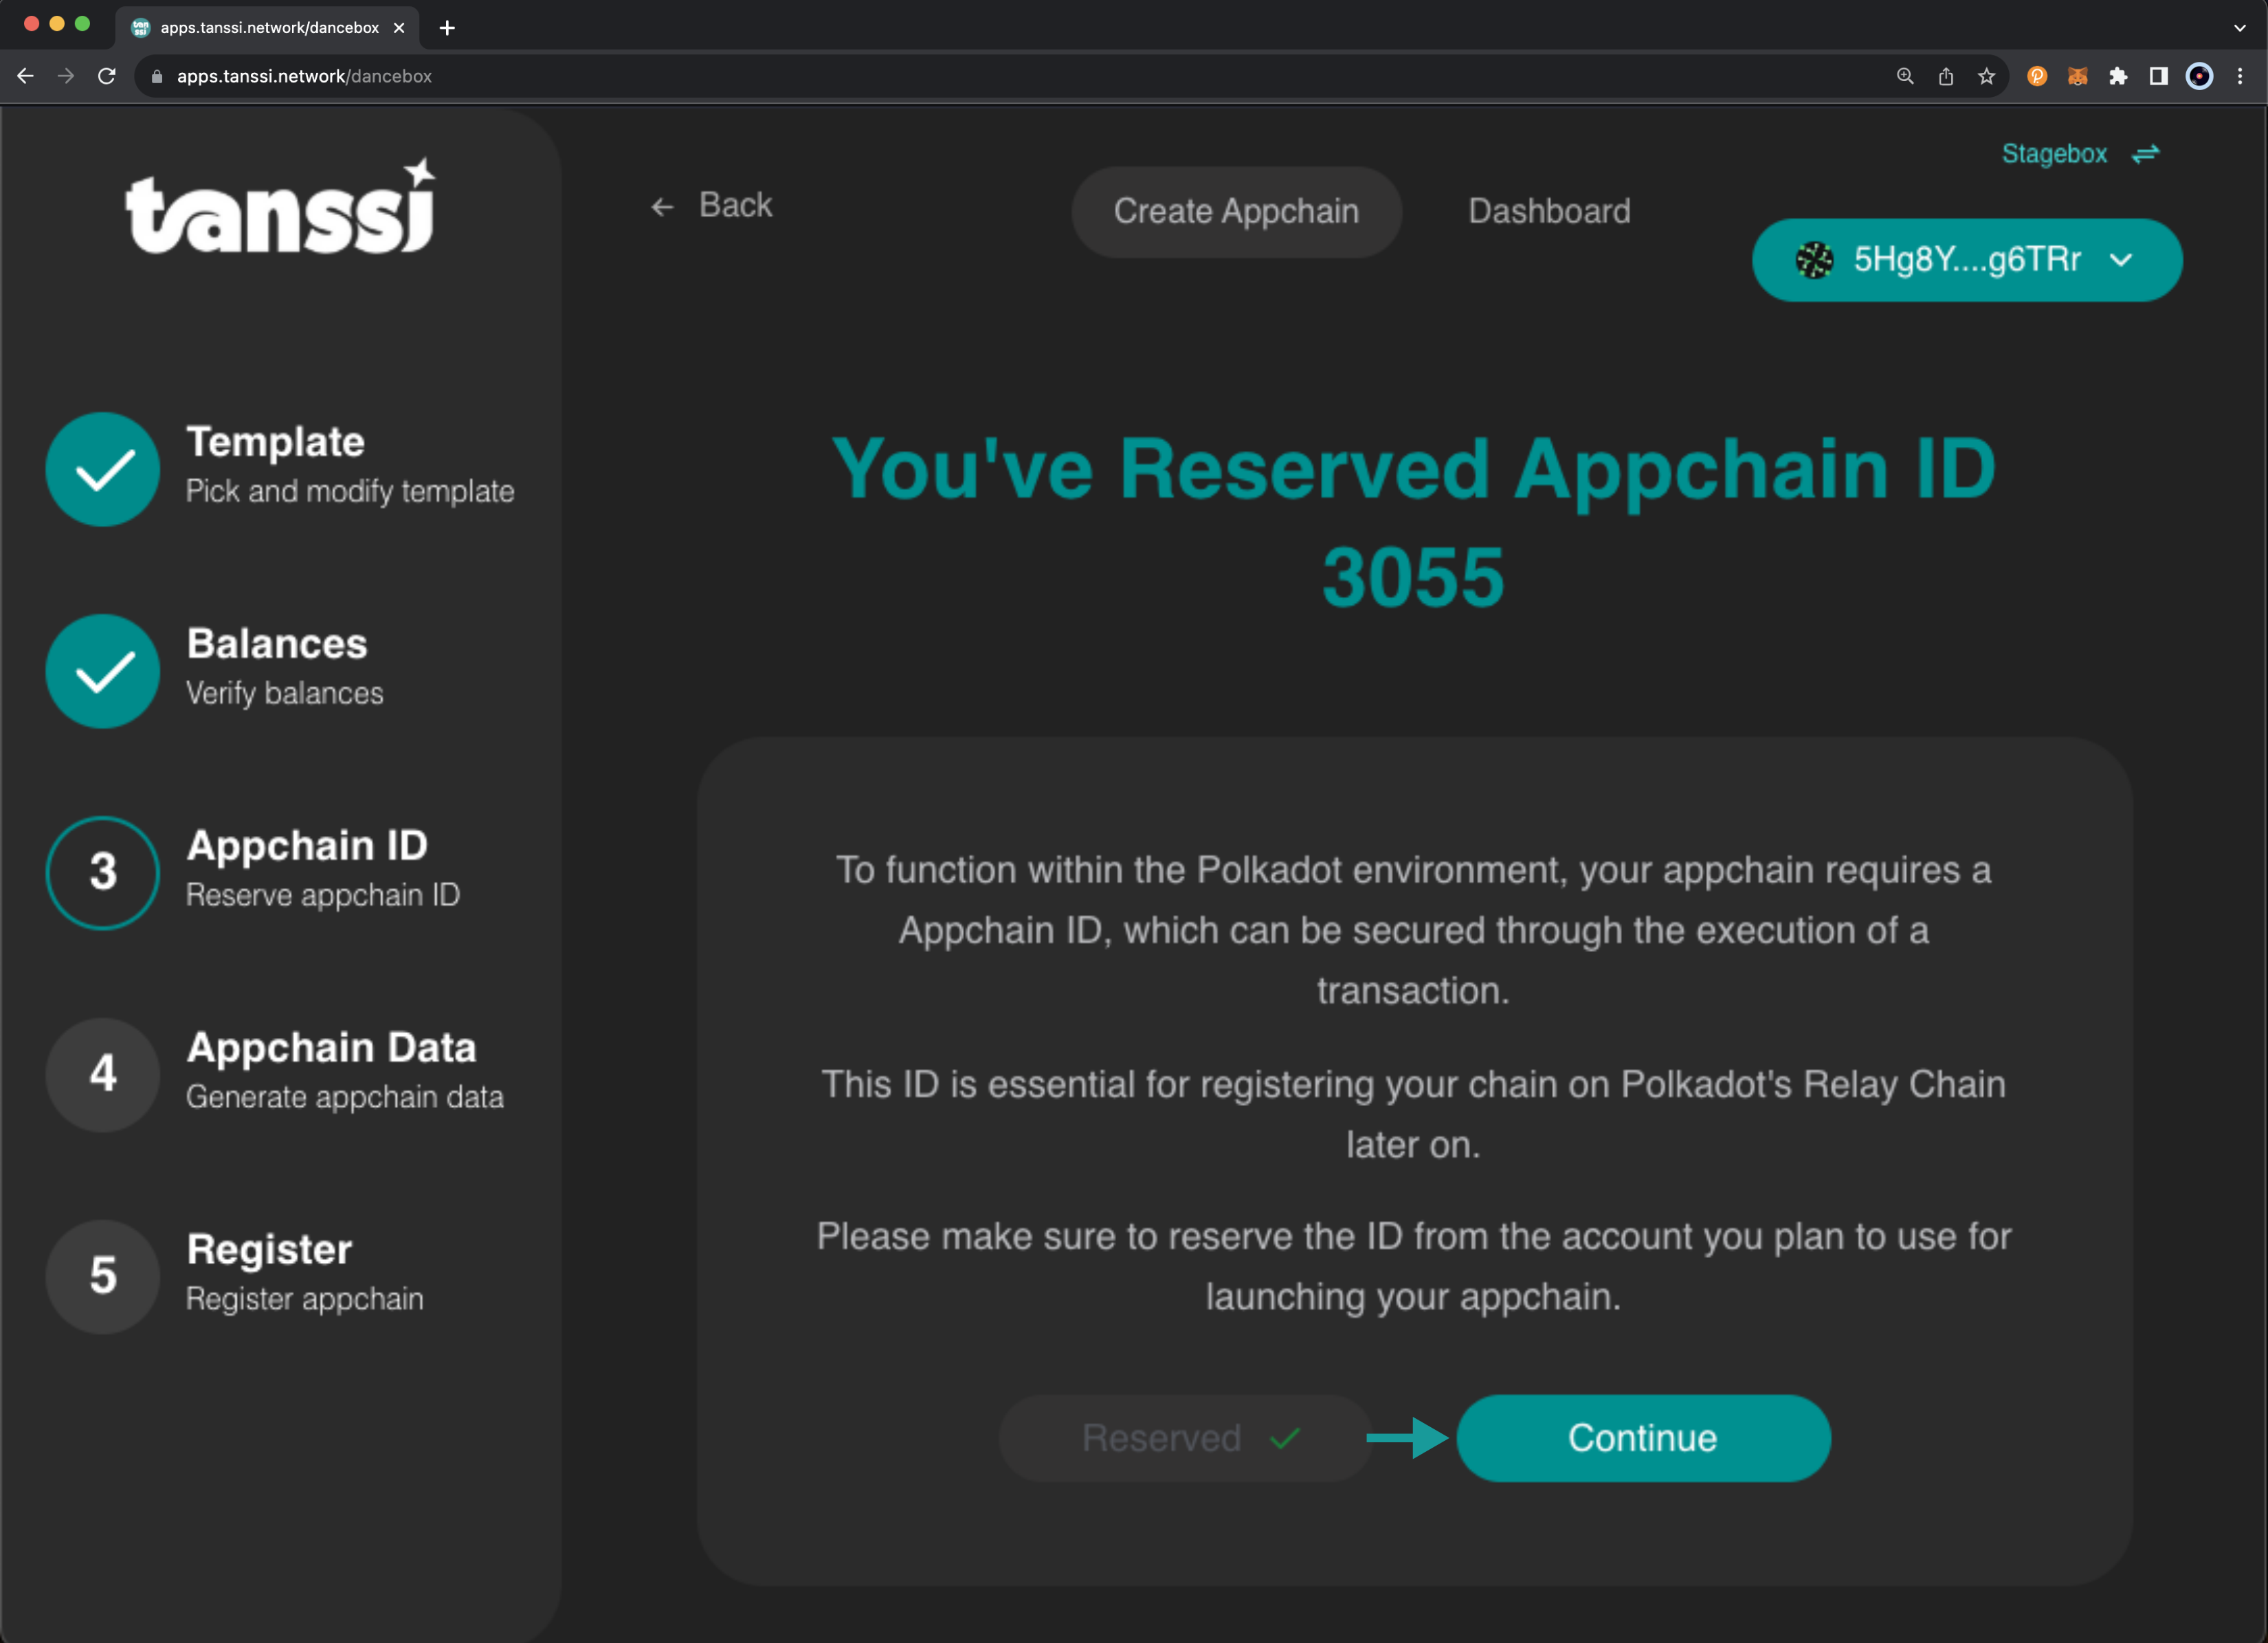 apps.tanssi.network/dancebox
apps.tanssi.network/dancebox
tanssi
Back
Create Appchain
Dashboard
Stagebox
5Hg8Y....g6TRr
Template
Pick and modify template
Balances
Verify balances
3
Appchain ID
Reserve appchain ID
4
Appchain Data
Generate appchain data
5
Register
Register appchain
You've Reserved Appchain ID
3055
To function within the Polkadot environment, your appchain requires a
Appchain ID, which can be secured through the execution of a
transaction.
This ID is essential for registering your chain on Polkadot's Relay Chain
later on.
Please make sure to reserve the ID from the account you plan to use for
launching your appchain.
Reserved
Continue